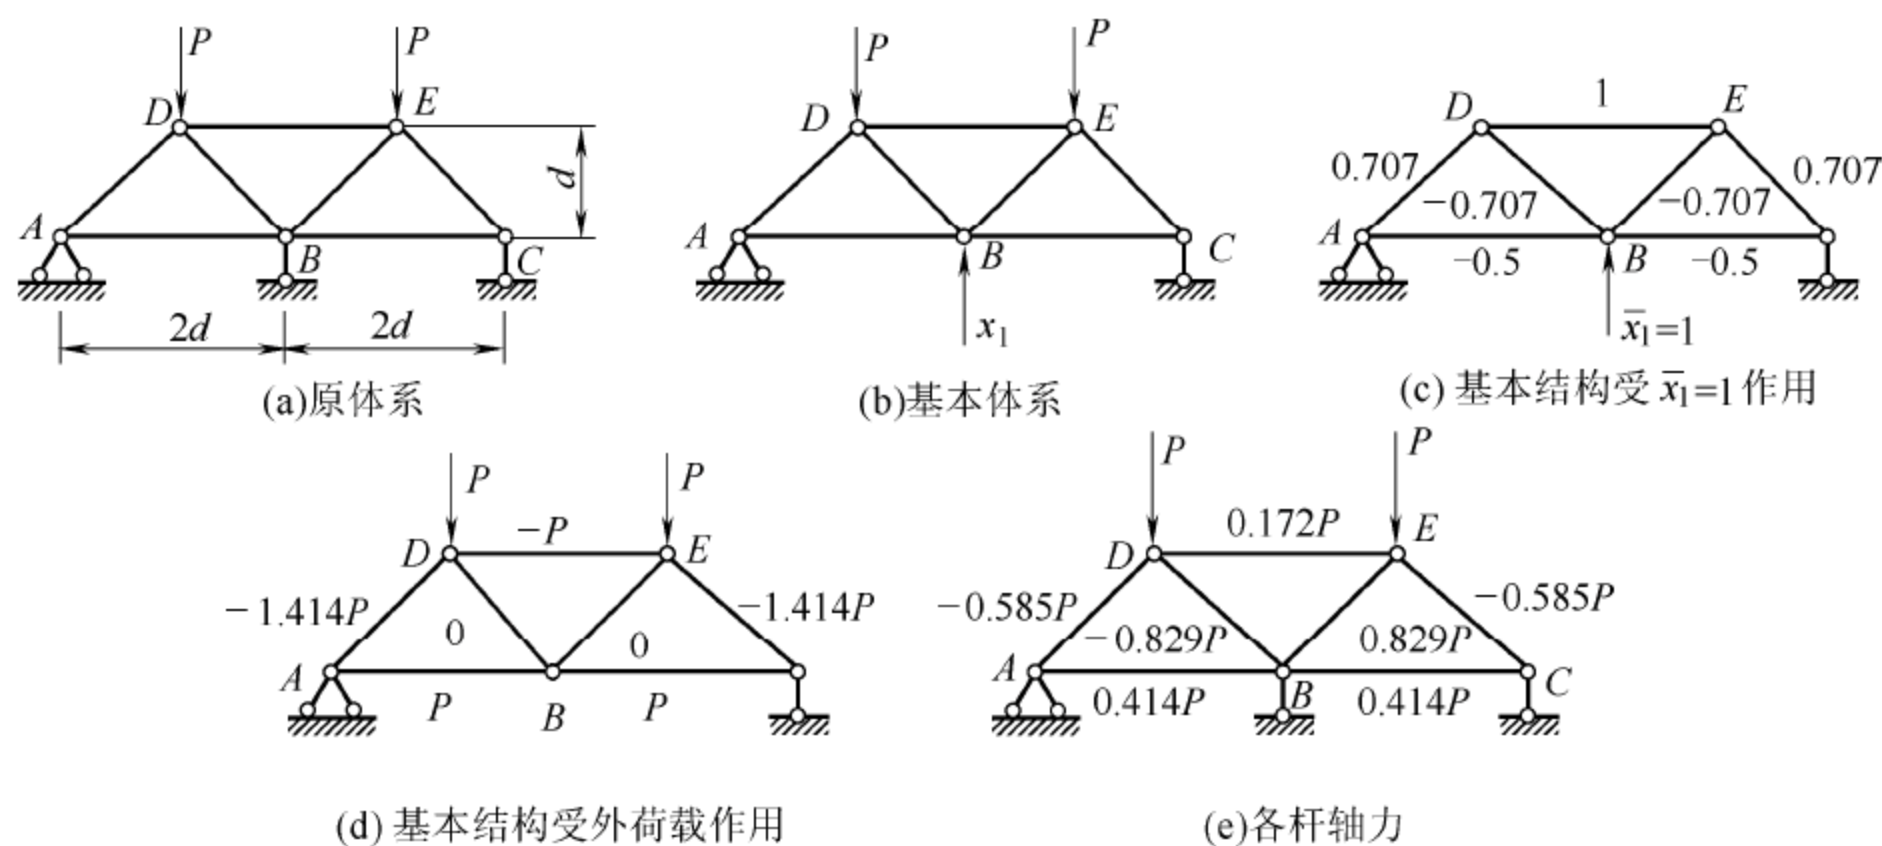 P P
D E
A B C
d
2d 2d
(a)原体系
P P
D E
A B C
x₁
(b)基本体系
D 1 E
0.707 −0.707 −0.707 0.707
A −0.5 B −0.5
x̄₁=1
(c) 基本结构受 x̄₁=1 作用
P P
D −P E
−1.414P 0 0 −1.414P
A P B P
(d) 基本结构受外荷载作用
P P
D 0.172P E
−0.585P −0.829P 0.829P −0.585P
A 0.414P B 0.414P C
(e)各杆轴力